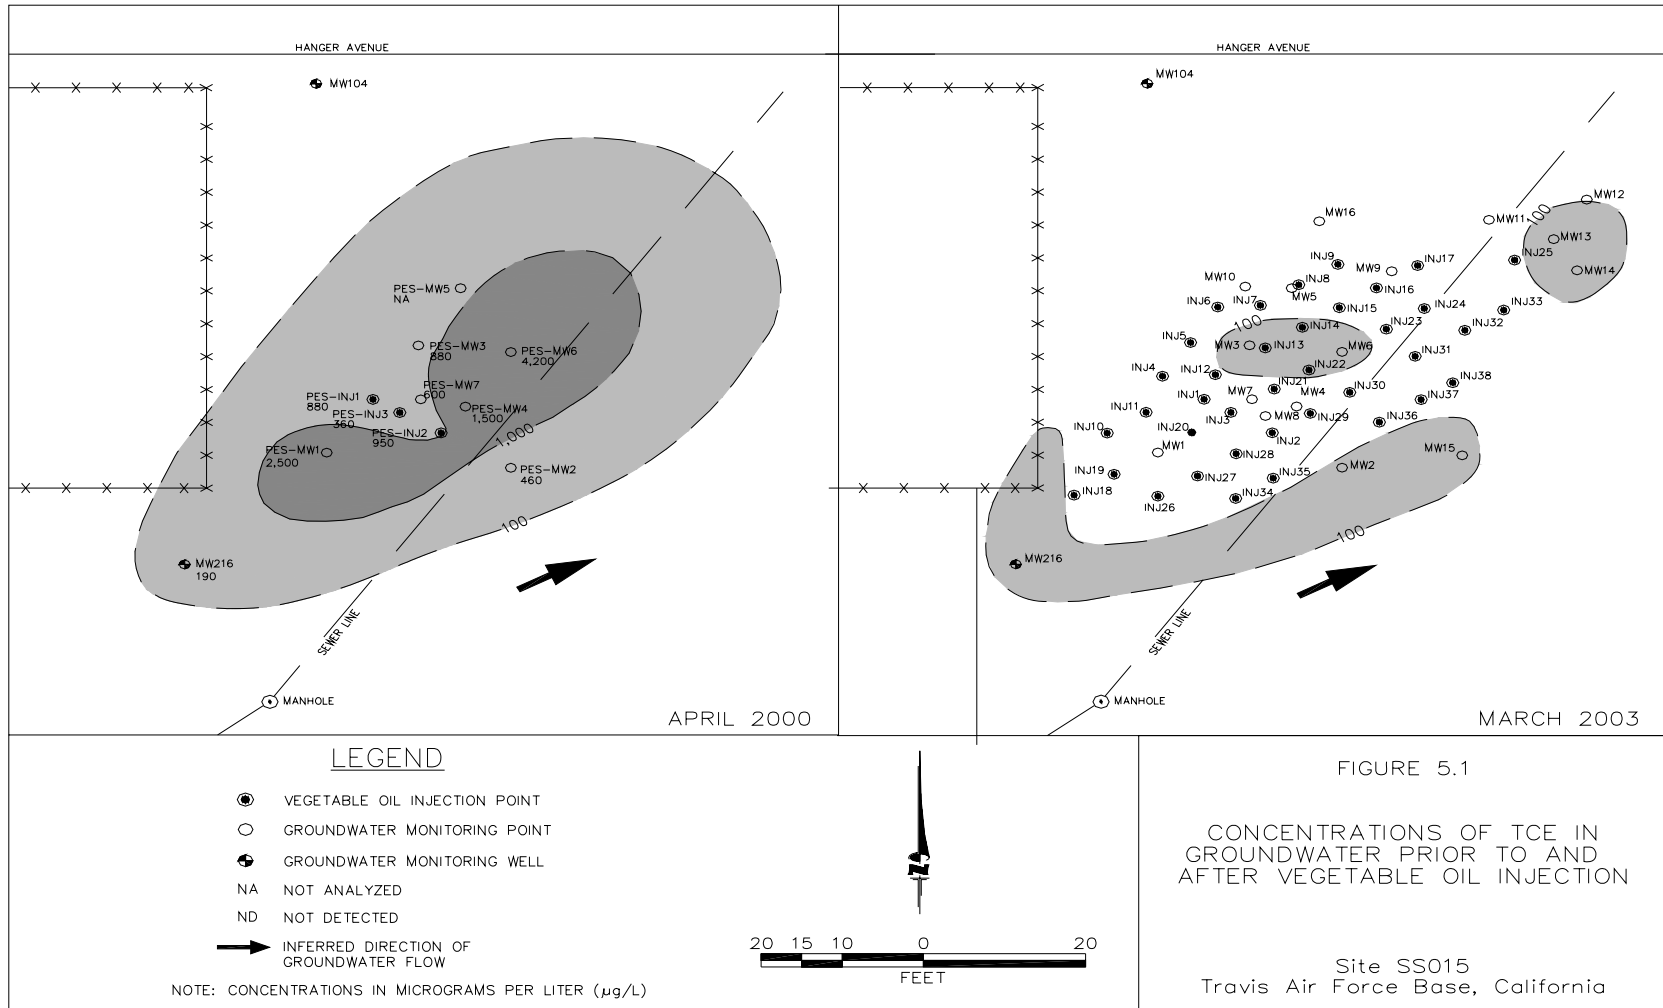 HANGER AVENUE
MW104
PES-MW5
NA
PES-MW3
880
PES-MW6
4,200
PES-MW7
600
PES-INJ1
880
PES-MW4
1,500
PES-INJ3
360
PES-INJ2
950
1,000
PES-MW1
2,500
PES-MW2
460
100
MW216
190
SEWER LINE
MANHOLE
APRIL 2000
HANGER AVENUE
MW104
MW12
MW16
MW11
100
MW13
INJ9
INJ17
INJ25
MW9
MW14
MW10
INJ8
MW5
INJ16
INJ6
INJ7
INJ15
INJ24
INJ33
100
INJ14
INJ23
INJ32
INJ5
MW3
INJ13
MW6
INJ31
INJ4
INJ12
INJ22
INJ38
INJ21
INJ30
INJ1
MW7
MW4
INJ37
INJ11
INJ3
MW8
INJ29
INJ36
INJ10
INJ20
INJ2
MW1
INJ28
MW15
MW2
INJ19
INJ27
INJ35
INJ18
INJ26
INJ34
100
MW216
SEWER LINE
MANHOLE
MARCH 2003
LEGEND
VEGETABLE OIL INJECTION POINT
GROUNDWATER MONITORING POINT
GROUNDWATER MONITORING WELL
NA NOT ANALYZED
ND NOT DETECTED
INFERRED DIRECTION OF
GROUNDWATER FLOW
NOTE: CONCENTRATIONS IN MICROGRAMS PER LITER (µg/L)
N
20 15 10 0 20
FEET
FIGURE 5.1
CONCENTRATIONS OF TCE IN
GROUNDWATER PRIOR TO AND
AFTER VEGETABLE OIL INJECTION
Site SS015
Travis Air Force Base, California